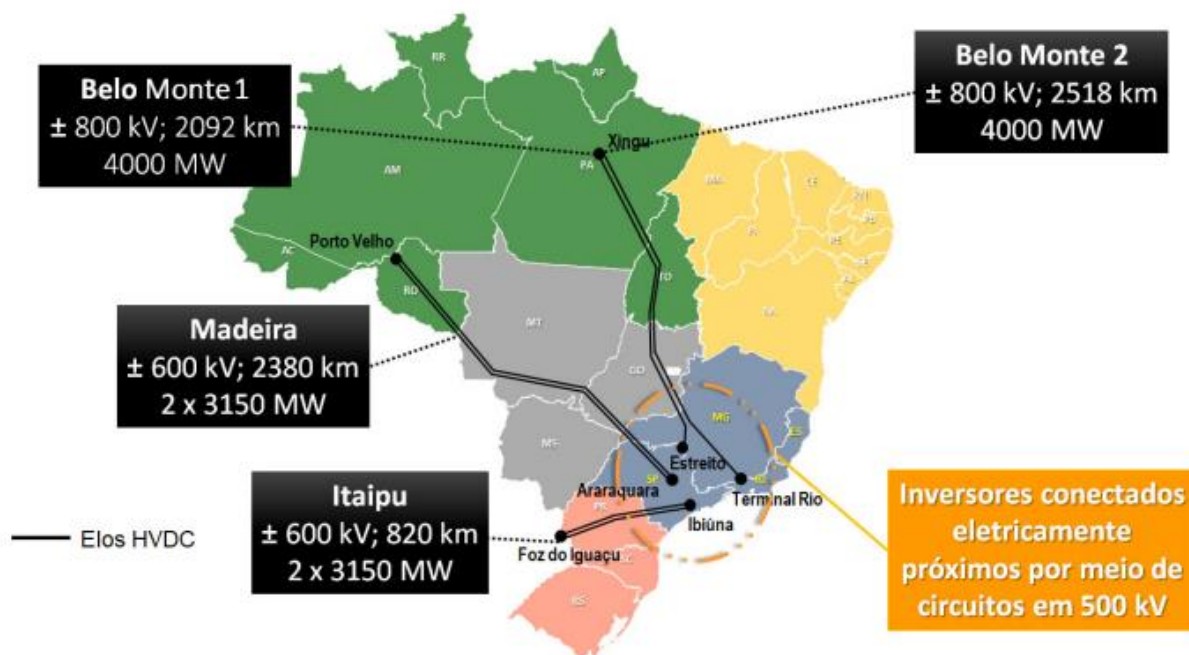 Belo Monte 1
± 800 kV; 2092 km
4000 MW
Belo Monte 2
± 800 kV; 2518 km
4000 MW
RR
AP
Xingu
AM
PA
MA
CE
Porto Velho
AC
RO
TO
Madeira
± 600 kV; 2380 km
2 x 3150 MW
MT
GO
MG
ES
MS
Estreito
SP
Araraquara
Terminal Rio
Ibiúna
Itaipu
± 600 kV; 820 km
2 x 3150 MW
PR
Foz do Iguaçu
RS
Elos HVDC
Inversores conectados
eletricamente
próximos por meio de
circuitos em 500 kV